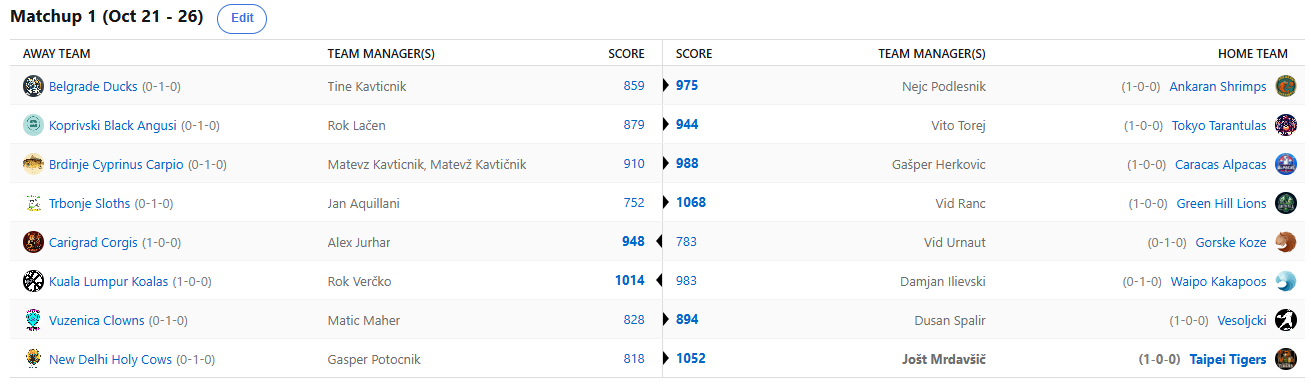 Matchup 1 (Oct 21 - 26) Edit
AWAY TEAM TEAM MANAGER(S) SCORE SCORE TEAM MANAGER(S) HOME TEAM
Belgrade Ducks (0-1-0) Tine Kavticnik 859 975 Nejc Podlesnik (1-0-0) Ankaran Shrimps
Koprivski Black Angusi (0-1-0) Rok Lačen 879 944 Vito Torej (1-0-0) Tokyo Tarantulas
Brdinje Cyprinus Carpio (0-1-0) Matevz Kavticnik, Matevž Kavtičnik 910 988 Gašper Herkovic (1-0-0) Caracas Alpacas
Trbonje Sloths (0-1-0) Jan Aquillani 752 1068 Vid Ranc (1-0-0) Green Hill Lions
Carigrad Corgis (1-0-0) Alex Jurhar 948 783 Vid Urnaut (0-1-0) Gorske Koze
Kuala Lumpur Koalas (1-0-0) Rok Verčko 1014 983 Damjan Ilievski (0-1-0) Waipo Kakapoos
Vuzenica Clowns (0-1-0) Matic Maher 828 894 Dusan Spalir (1-0-0) Vesoljcki
New Delhi Holy Cows (0-1-0) Gasper Potocnik 818 1052 Jošt Mrdavšič (1-0-0) Taipei Tigers